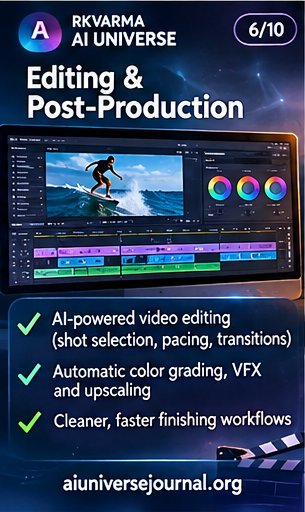 A
RKVARMA
AI UNIVERSE
6/10
Editing &
Post-Production
AI-powered video editing
(shot selection, pacing, transitions)
Automatic color grading, VFX
and upscaling
Cleaner, faster finishing workflows
aiuniversejournal.org